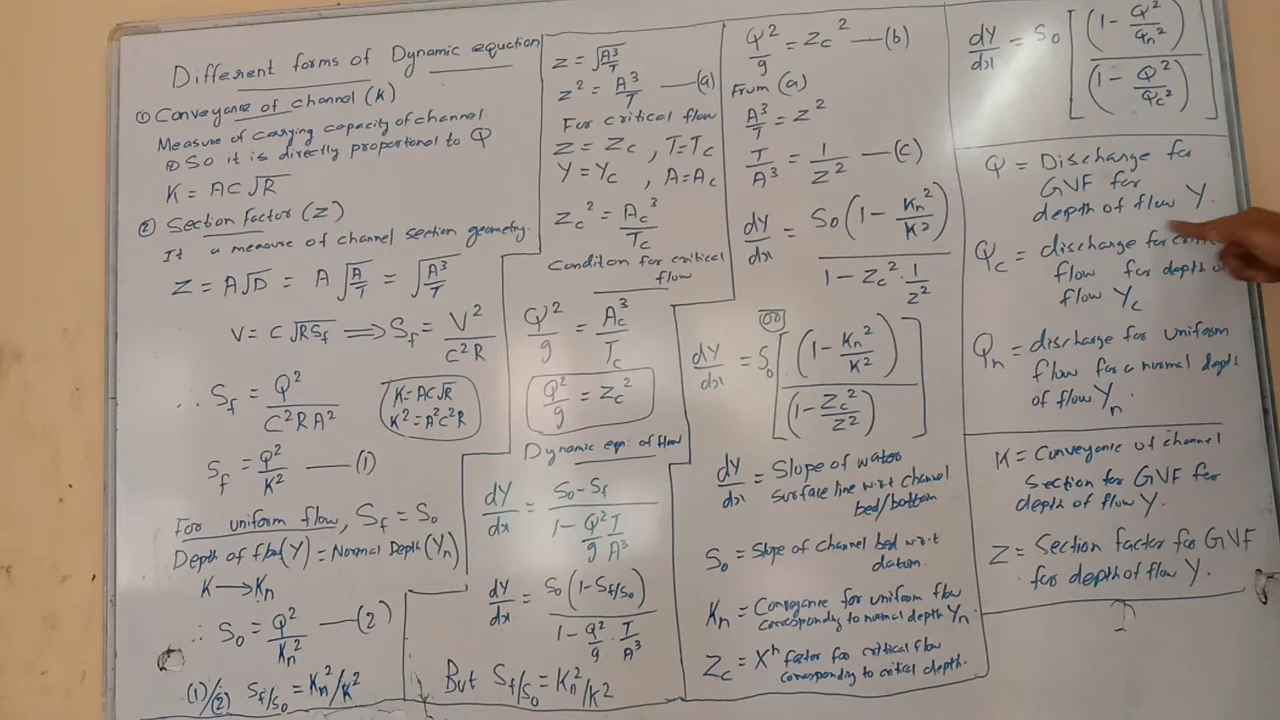 Different forms of Dynamic equation
① Conveyance of channel (K)
Measure of carying capacity of channel
⊕ So it is directly proportional to Q
K = AC√R
② Section Factor (Z)
It a measure of channel section geometry.
Z = A√D = A√(A/T) = √(A³/T)
V = C√(RSf) ⟹ Sf = V²/(C²R)
∴ Sf = Q²/(C²RA²)
K = AC√R
K² = A²C²R
Sf = Q²/K² —(1)
For uniform flow, Sf = So
Depth of flow (Y) = Normal Depth (Yn)
K → Kn
∴ So = Q²/Kn² —(2)
(1)/(2) Sf/So = Kn²/K²
Z = √(A³/T)
Z² = A³/T —(a)
For critical flow
Z = Zc, T = Tc
Y = Yc, A = Ac
Zc² = Ac³/Tc
Conditon for critical
flow
Q²/g = Ac³/Tc
Q²/g = Zc²
Dynamic eqn: of flow
dY/dx = (So - Sf)/(1 - Q²/g T/A³)
dY/dx = So(1 - Sf/So)/(1 - Q²/g . T/A³)
But Sf/So = Kn²/K²
Q²/g = Zc² —(b)
From (a)
A³/T = Z²
T/A³ = 1/Z² —(c)
dY/dx = So(1 - Kn²/K²)/(1 - Zc² . 1/Z²)
OR
dY/dx = So[(1 - Kn²/K²)/(1 - Zc²/Z²)]
dY/dx = Slope of water
surface line w.r.t channel
bed/bottom
So = Slope of channel bed w.r.t
datum.
Kn = Conveyance for uniform flow
corresponding to normal depth Yn
Zc = Xⁿ factor for critical flow
corresponding to critical depth.
dY/dx = So[(1 - Q²/Qn²)/(1 - Q²/Qc²)]
Q = Discharge for
GVF for
depth of flow Y.
Qc = discharge for
flow for depth of
flow Yc
Qn = discharge for uniform
flow for a normal depth
of flow Yn.
K = Conveyance of channel
section for GVF for
depth of flow Y.
Z = Section factor for GVF
for depth of flow Y.